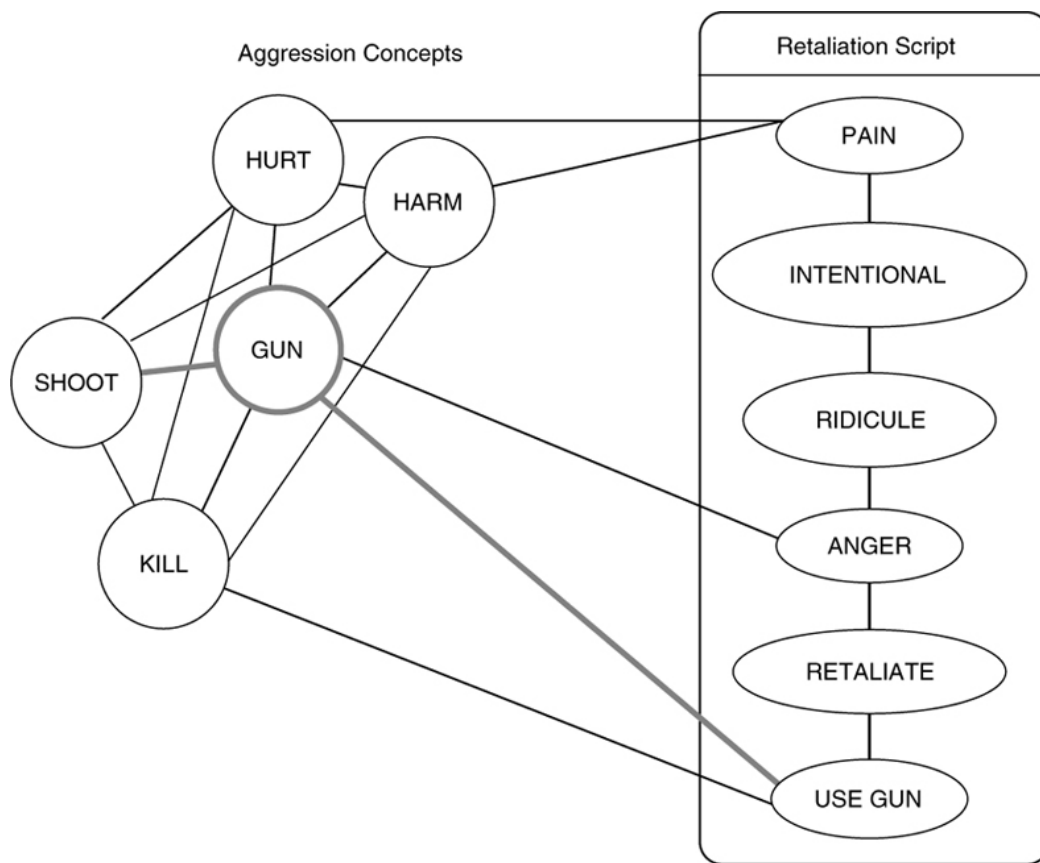 Aggression Concepts
HURT
HARM
GUN
SHOOT
KILL
Retaliation Script
PAIN
INTENTIONAL
RIDICULE
ANGER
RETALIATE
USE GUN